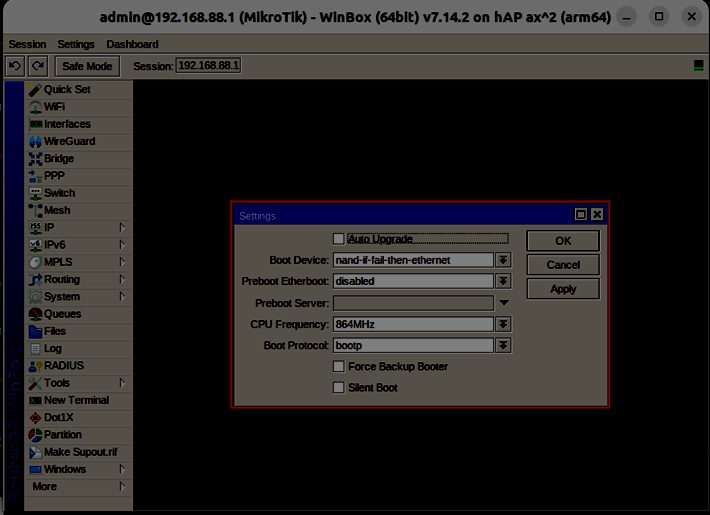 admin@192.168.88.1 (MikroTik) - WinBox (64bit) v7.14.2 on hAP ax^2 (arm64)
Session Settings Dashboard
Safe Mode Session: 192.168.88.1
Quick Set
WiFi
Interfaces
WireGuard
Bridge
PPP
Switch
Mesh
IP
IPv6
MPLS
Routing
System
Queues
Files
Log
RADIUS
Tools
New Terminal
Dot1X
Partition
Make Supout.rif
Windows
More
Settings
Auto Upgrade
Boot Device: nand-if-fail-then-ethernet
Preboot Etherboot: disabled
Preboot Server:
CPU Frequency: 864MHz
Boot Protocol: bootp
Force Backup Booter
Silent Boot
OK
Cancel
Apply